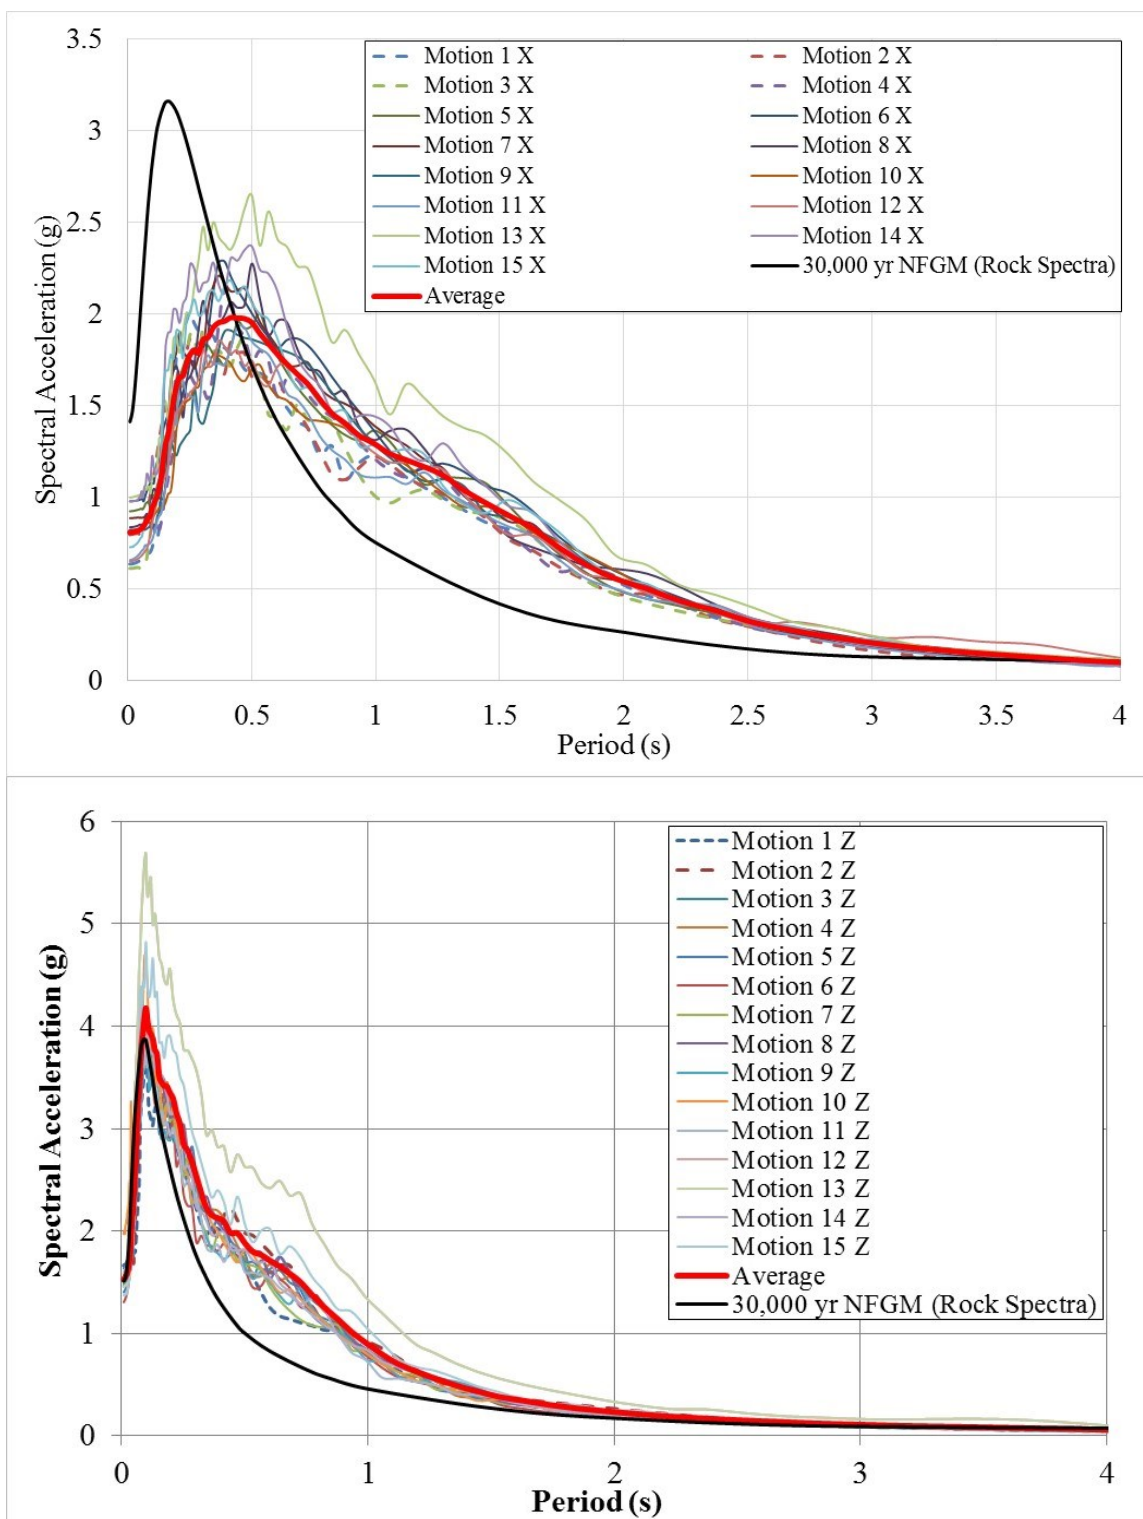 3.5
3
2.5
2
1.5
1
0.5
0
Spectral Acceleration (g)
Motion 1 X Motion 2 X
Motion 3 X Motion 4 X
Motion 5 X Motion 6 X
Motion 7 X Motion 8 X
Motion 9 X Motion 10 X
Motion 11 X Motion 12 X
Motion 13 X Motion 14 X
Motion 15 X 30,000 yr NFGM (Rock Spectra)
Average
0 0.5 1 1.5 2 2.5 3 3.5 4
Period (s)
6
5
4
3
2
1
0
Spectral Acceleration (g)
Motion 1 Z
Motion 2 Z
Motion 3 Z
Motion 4 Z
Motion 5 Z
Motion 6 Z
Motion 7 Z
Motion 8 Z
Motion 9 Z
Motion 10 Z
Motion 11 Z
Motion 12 Z
Motion 13 Z
Motion 14 Z
Motion 15 Z
Average
30,000 yr NFGM (Rock Spectra)
0 1 2 3 4
Period (s)